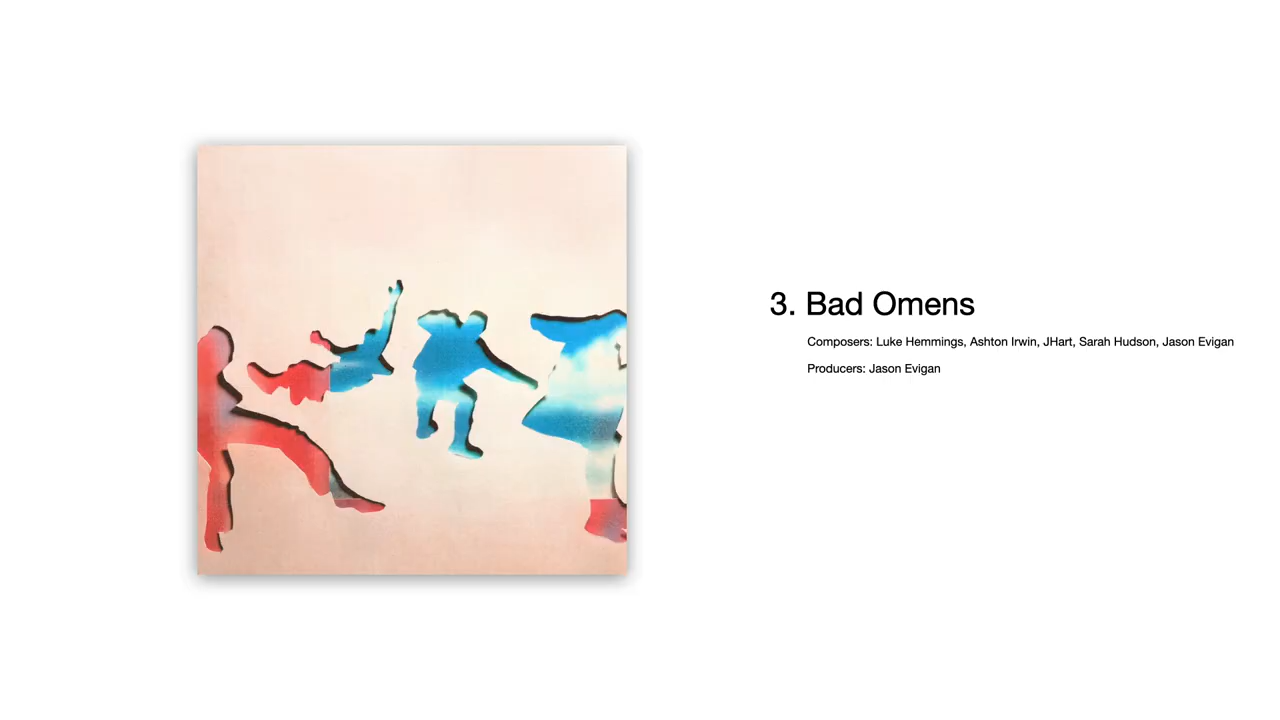 3. Bad Omens
Composers: Luke Hemmings, Ashton Irwin, JHart, Sarah Hudson, Jason Evigan
Producers: Jason Evigan